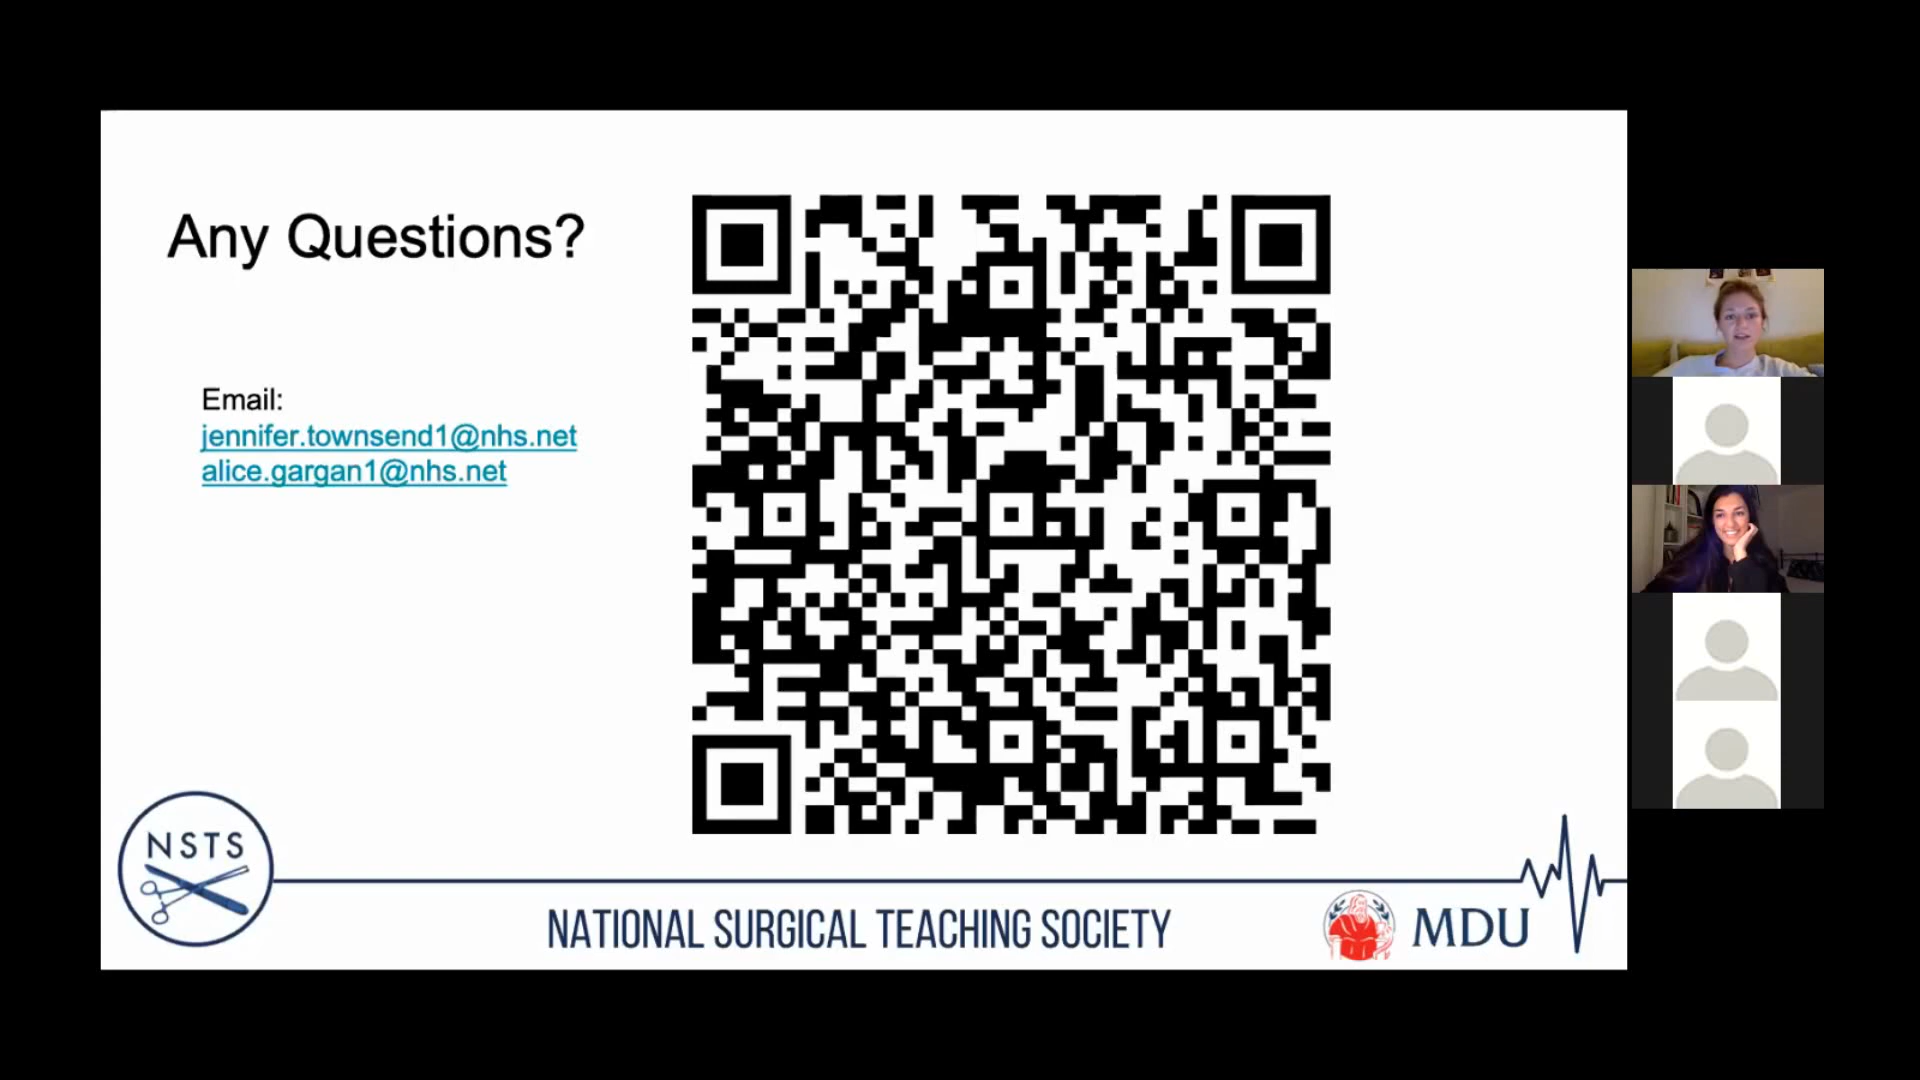 Any Questions?
Email:
jennifer.townsend1@nhs.net
alice.gargan1@nhs.net
NSTS
NATIONAL SURGICAL TEACHING SOCIETY
MDU